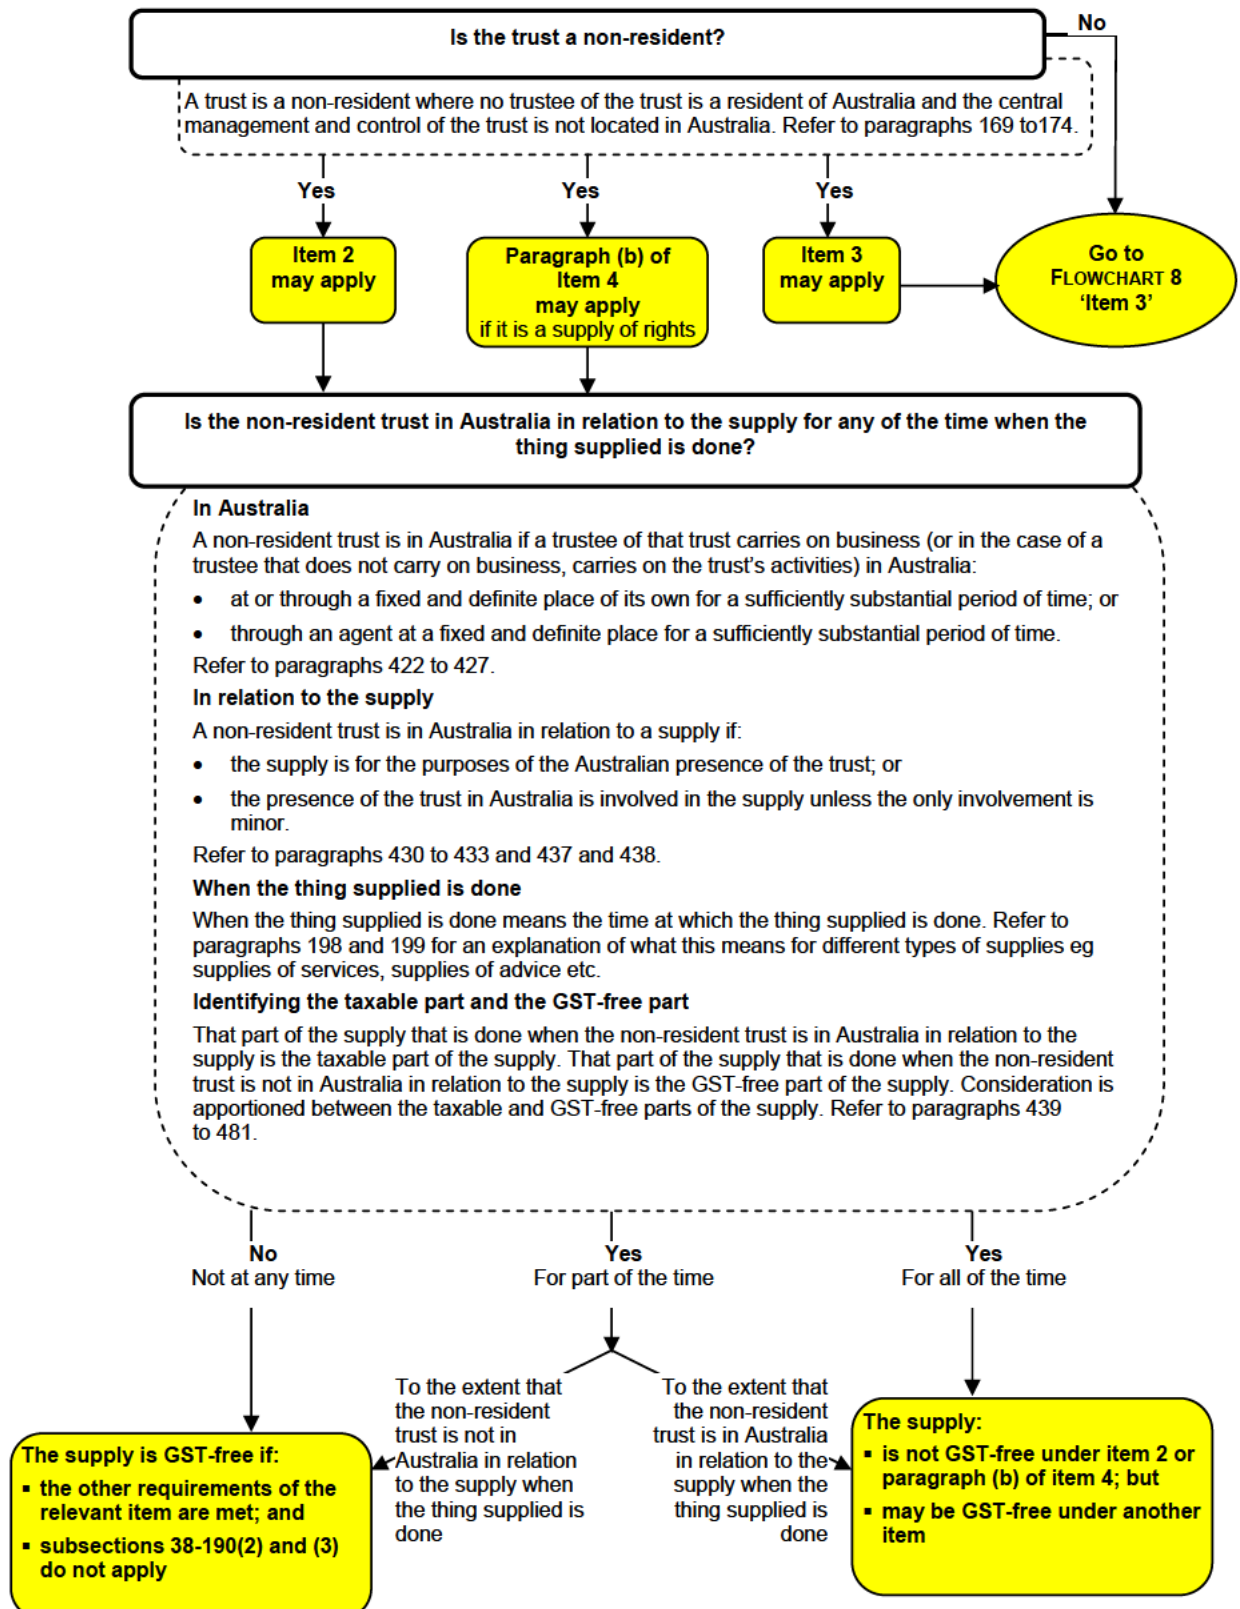 Is the trust a non-resident?
No
A trust is a non-resident where no trustee of the trust is a resident of Australia and the central
management and control of the trust is not located in Australia. Refer to paragraphs 169 to174.
Yes
Yes
Yes
Item 2
may apply
Paragraph (b) of
Item 4
may apply
if it is a supply of rights
Item 3
may apply
Go to
FLOWCHART 8
‘Item 3’
Is the non-resident trust in Australia in relation to the supply for any of the time when the
thing supplied is done?
In Australia
A non-resident trust is in Australia if a trustee of that trust carries on business (or in the case of a
trustee that does not carry on business, carries on the trust’s activities) in Australia:
• at or through a fixed and definite place of its own for a sufficiently substantial period of time; or
• through an agent at a fixed and definite place for a sufficiently substantial period of time.
Refer to paragraphs 422 to 427.
In relation to the supply
A non-resident trust is in Australia in relation to a supply if:
• the supply is for the purposes of the Australian presence of the trust; or
• the presence of the trust in Australia is involved in the supply unless the only involvement is
minor.
Refer to paragraphs 430 to 433 and 437 and 438.
When the thing supplied is done
When the thing supplied is done means the time at which the thing supplied is done. Refer to
paragraphs 198 and 199 for an explanation of what this means for different types of supplies eg
supplies of services, supplies of advice etc.
Identifying the taxable part and the GST-free part
That part of the supply that is done when the non-resident trust is in Australia in relation to the
supply is the taxable part of the supply. That part of the supply that is done when the non-resident
trust is not in Australia in relation to the supply is the GST-free part of the supply. Consideration is
apportioned between the taxable and GST-free parts of the supply. Refer to paragraphs 439
to 481.
No
Not at any time
Yes
For part of the time
Yes
For all of the time
The supply is GST-free if:
▪ the other requirements of the
relevant item are met; and
▪ subsections 38-190(2) and (3)
do not apply
To the extent that
the non-resident
trust is not in
Australia in relation
to the supply when
the thing supplied is
done
To the extent that
the non-resident
trust is in Australia
in relation to the
supply when the
thing supplied is
done
The supply:
▪ is not GST-free under item 2 or
paragraph (b) of item 4; but
▪ may be GST-free under another
item